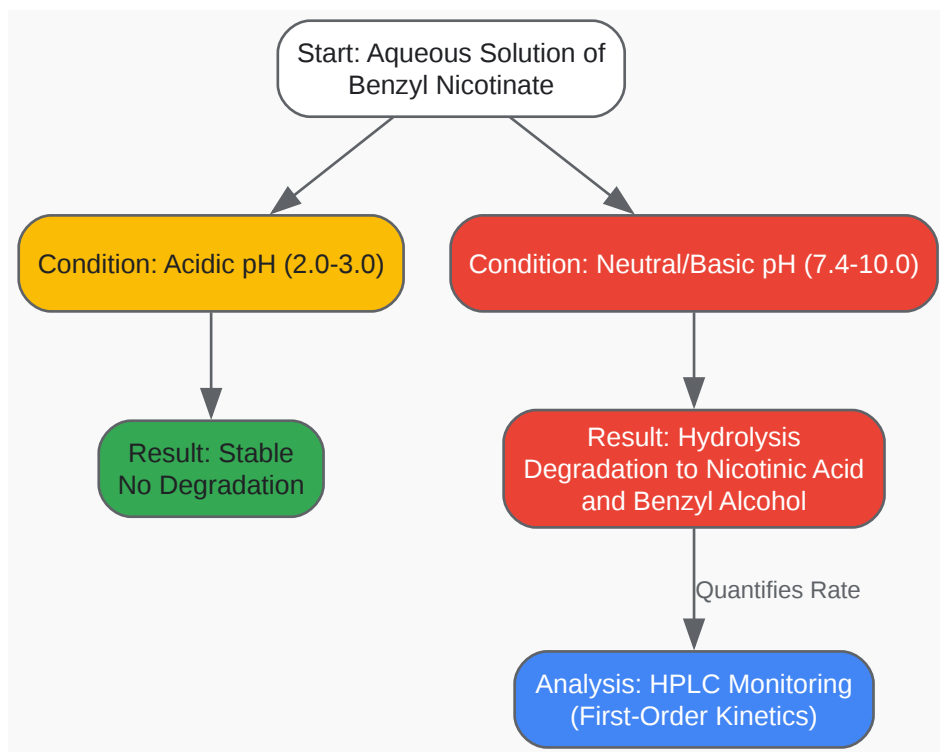 Start: Aqueous Solution of
Benzyl Nicotinate
Condition: Acidic pH (2.0-3.0)
Condition: Neutral/Basic pH (7.4-10.0)
Result: Stable
No Degradation
Result: Hydrolysis
Degradation to Nicotinic Acid
and Benzyl Alcohol
Quantifies Rate
Analysis: HPLC Monitoring
(First-Order Kinetics)